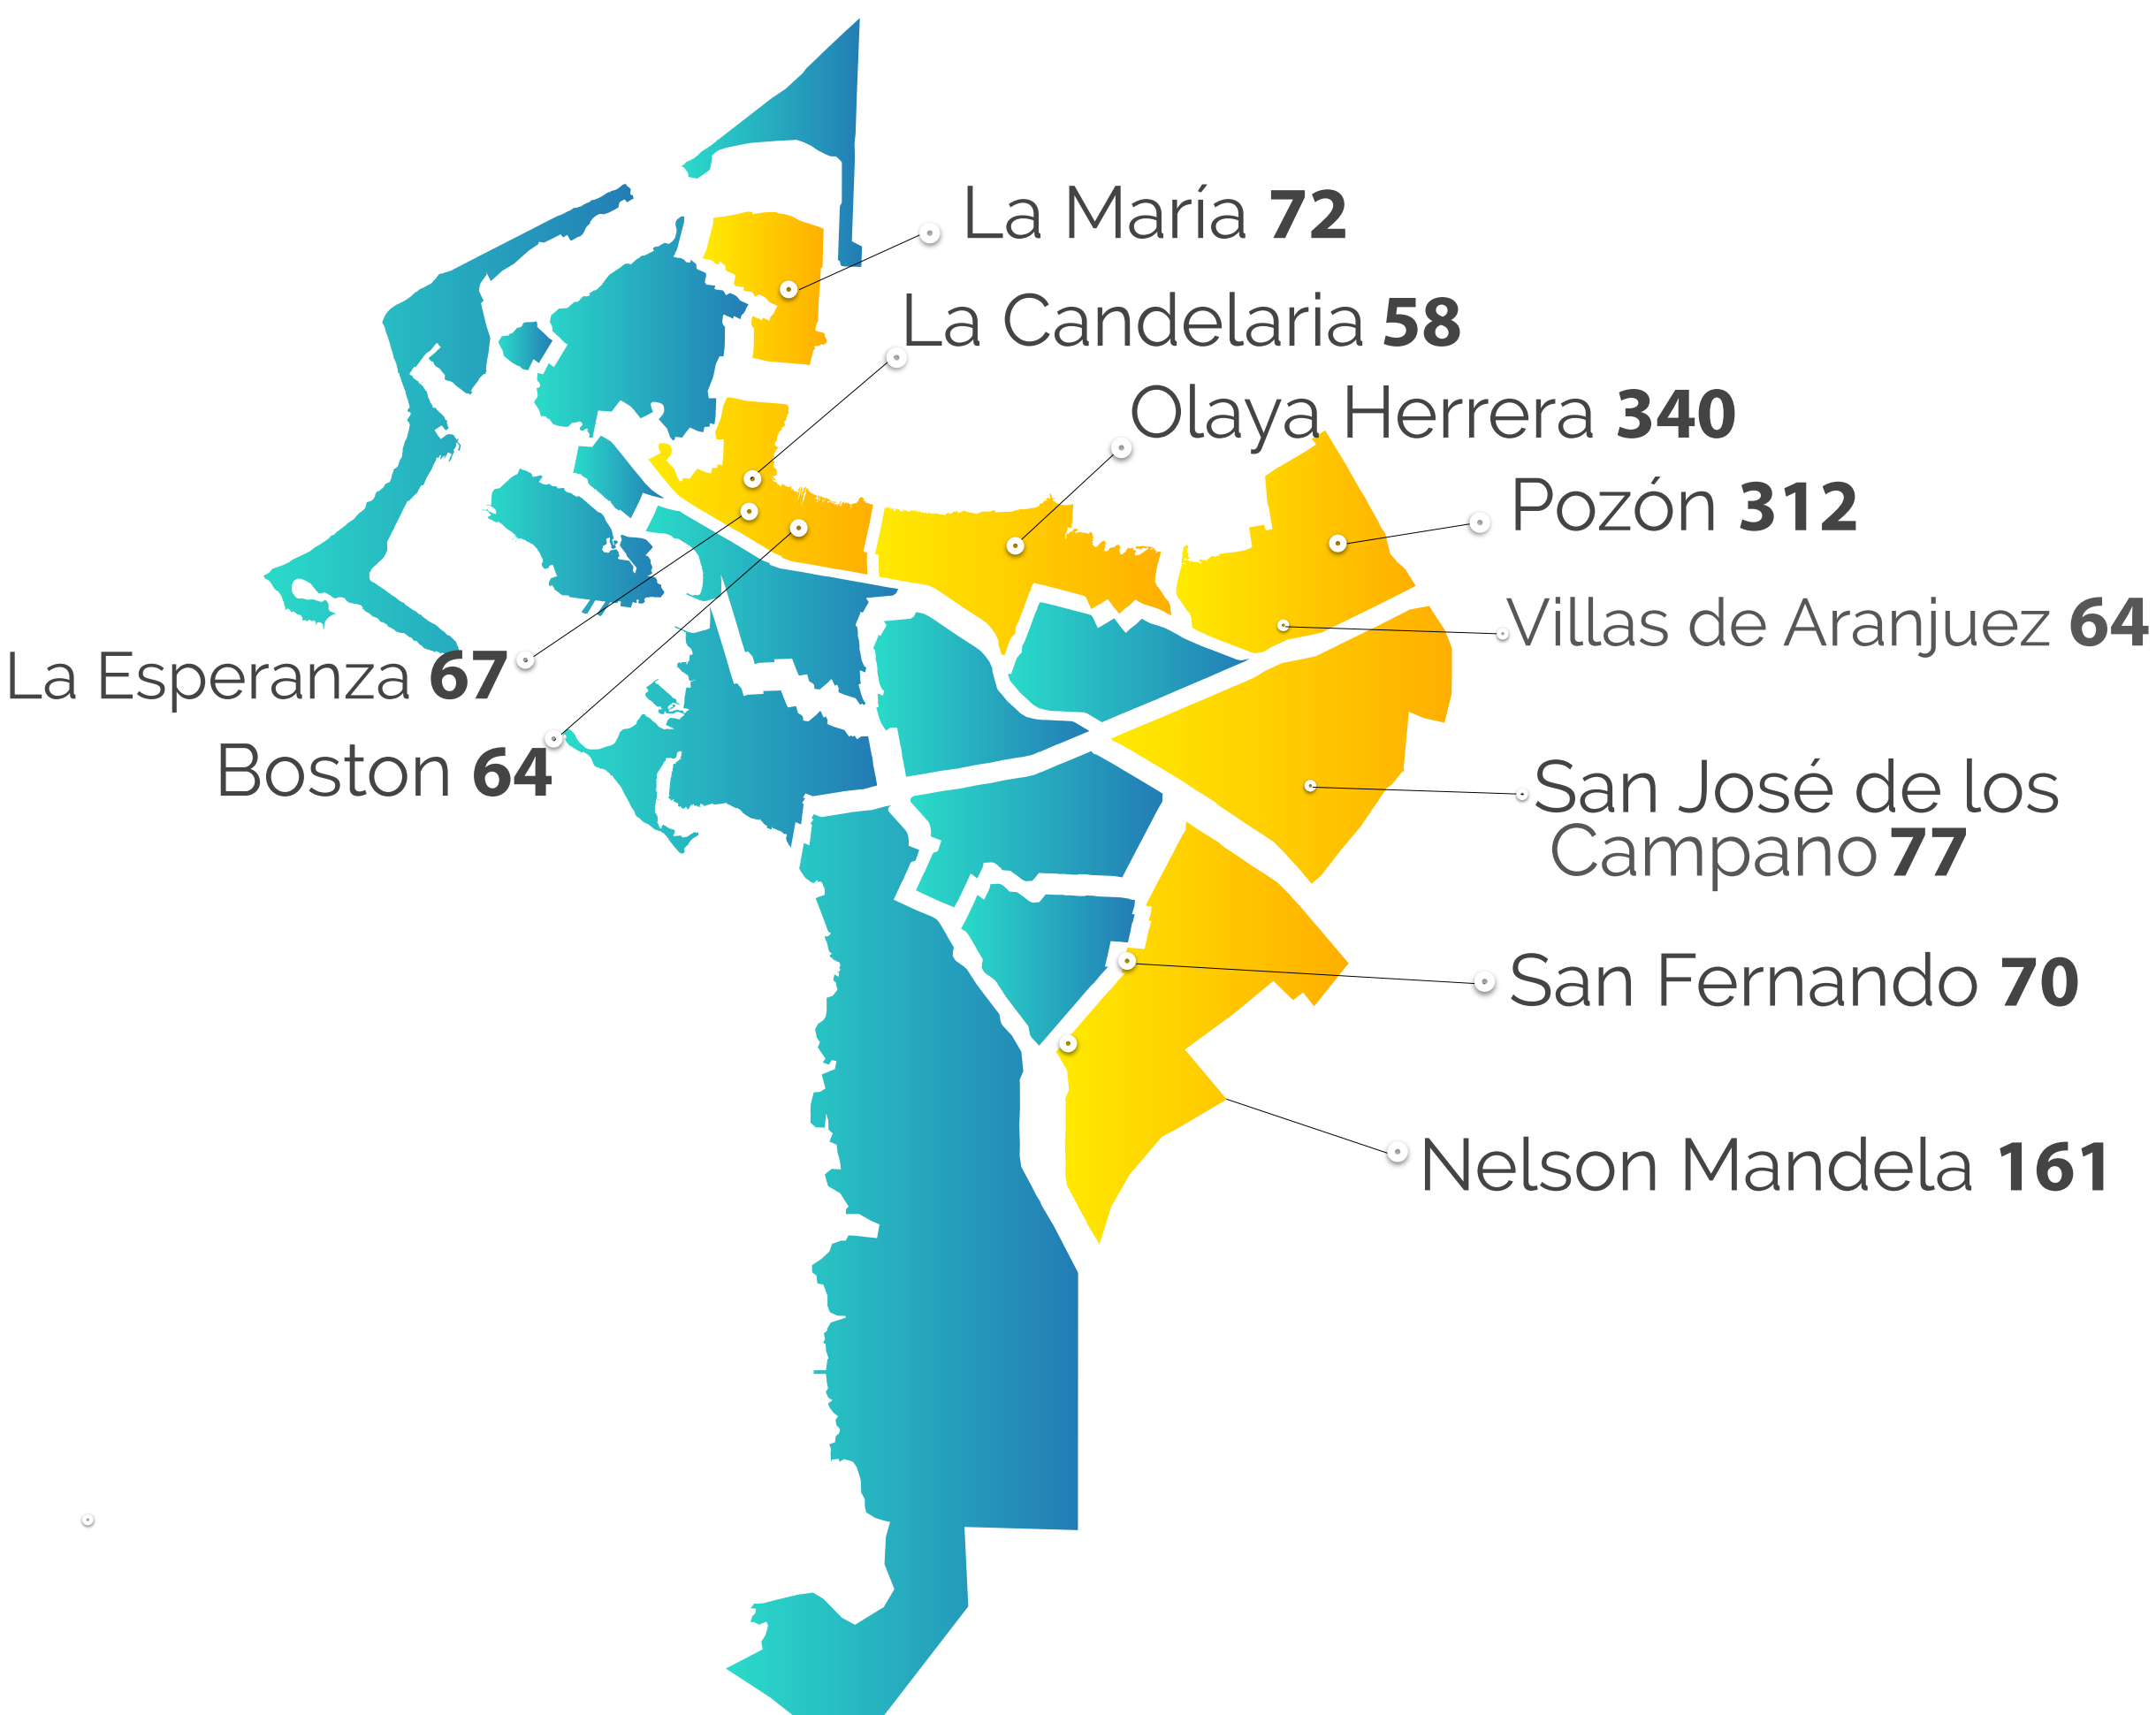 La María 72
La Candelaria 58
Olaya Herrera 340
Pozón 312
Villas de Aranjuez 64
La Esperanza 67
Boston 64
San José de los
Campano 77
San Fernando 70
Nelson Mandela 161